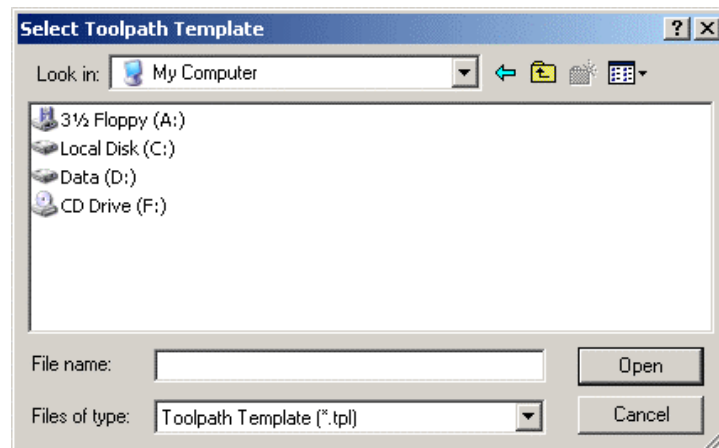 Select Toolpath Template
Look in: My Computer
3½ Floppy (A:)
Local Disk (C:)
Data (D:)
CD Drive (F:)
File name:
Open
Files of type: Toolpath Template (*.tpl)
Cancel